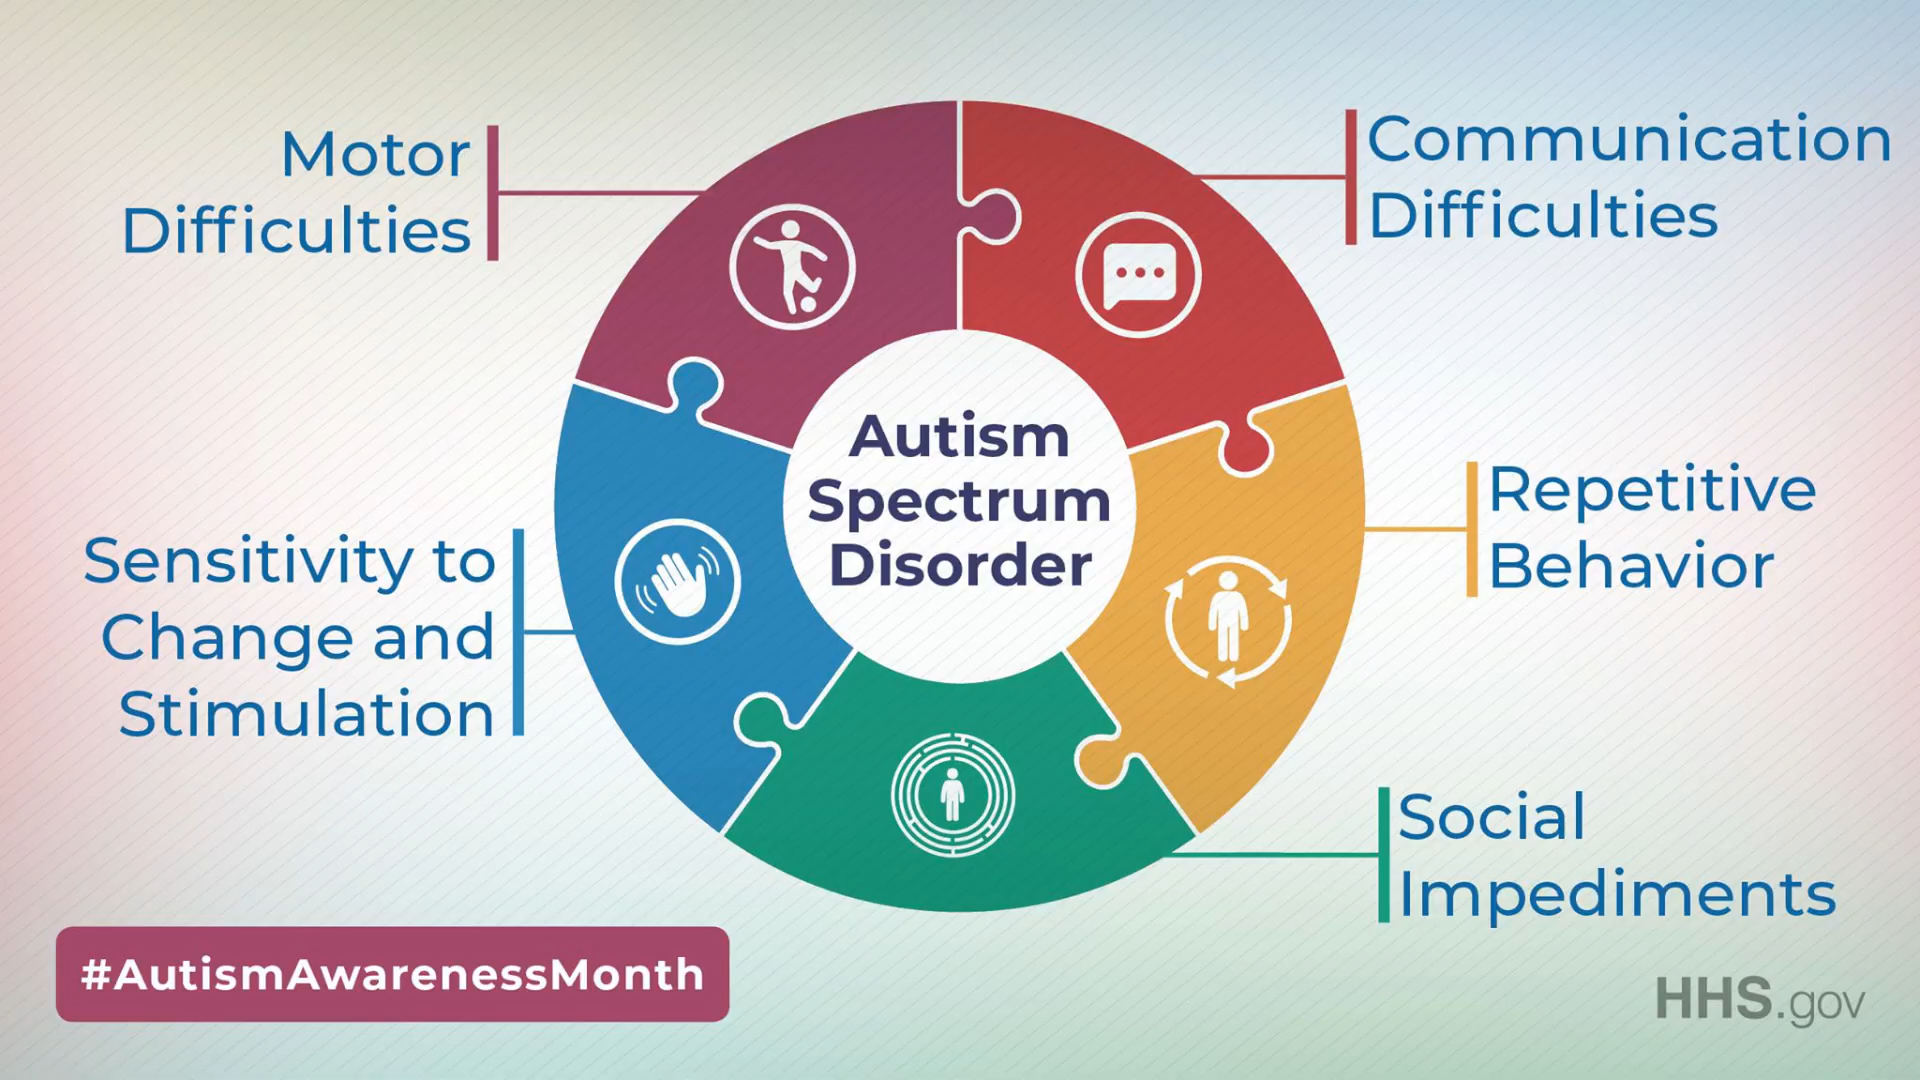 Motor
Difficulties
Communication
Difficulties
Autism
Spectrum
Disorder
Repetitive
Behavior
Sensitivity to
Change and
Stimulation
Social
Impediments
#AutismAwarenessMonth
HHS.gov